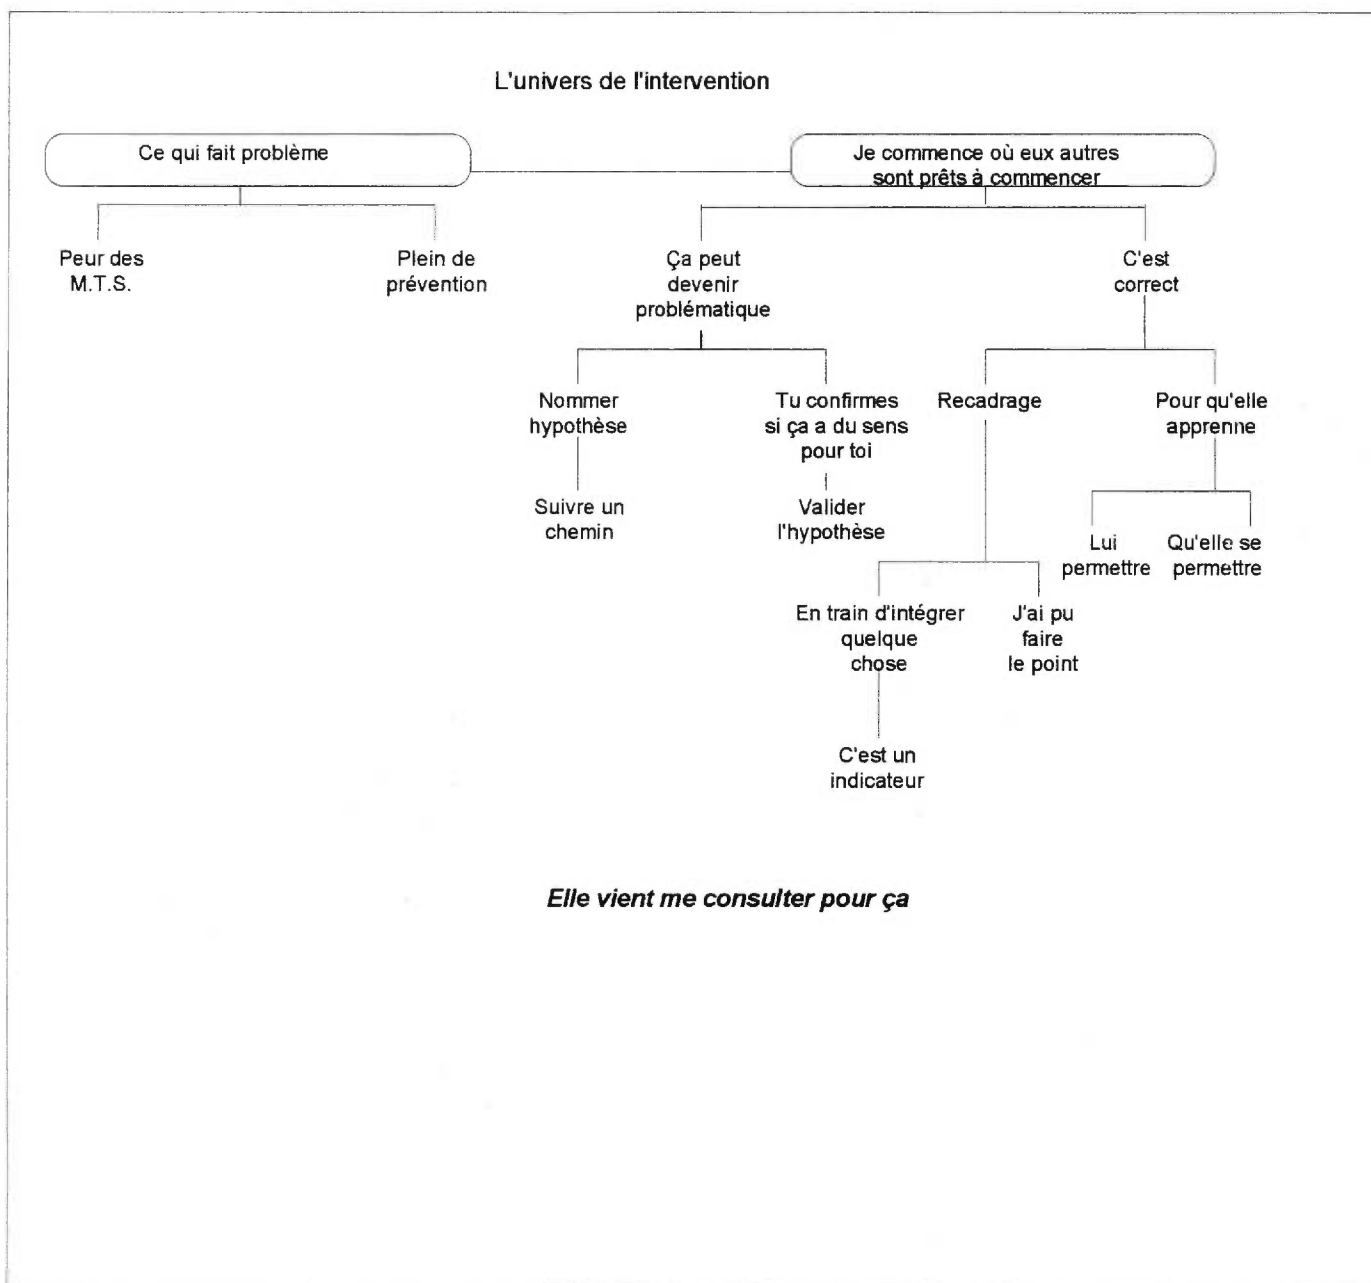 L'univers de l'intervention
Ce qui fait problème
Je commence où eux autres
sont prêts à commencer
Peur des
M.T.S.
Plein de
prévention
Ça peut
devenir
problématique
C'est
correct
Nommer
hypothèse
Tu confirmes
si ça a du sens
pour toi
Recadrage
Pour qu'elle
apprenne
Suivre un
chemin
Valider
l'hypothèse
Lui
permettre
Qu'elle se
permettre
En train d'intégrer
quelque
chose
J'ai pu
faire
le point
C'est un
indicateur
Elle vient me consulter pour ça